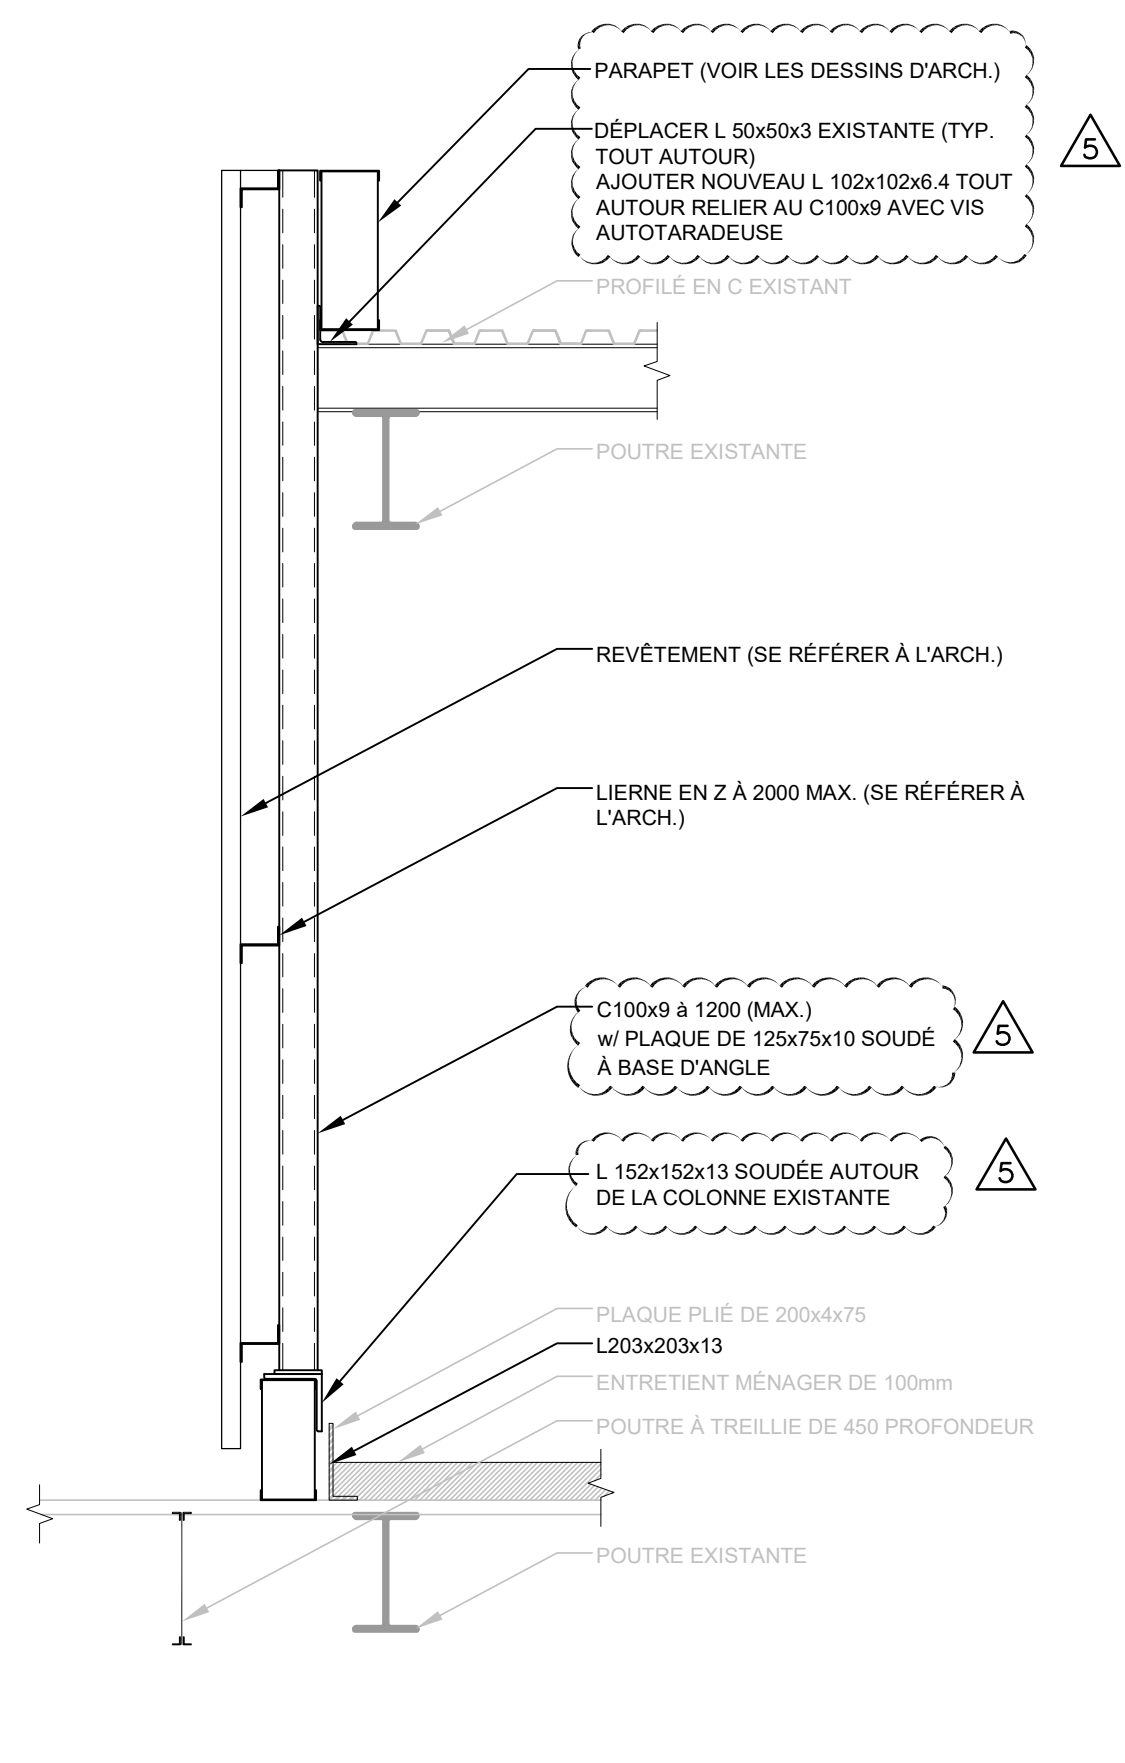 PARAPET (VOIR LES DESSINS D'ARCH.)
DÉPLACER L 50x50x3 EXISTANTE (TYP.
TOUT AUTOUR)
AJOUTER NOUVEAU L 102x102x6.4 TOUT
AUTOUR RELIER AU C100x9 AVEC VIS
AUTOTARADEUSE
5
PROFILÉ EN C EXISTANT
POUTRE EXISTANTE
REVÊTEMENT (SE RÉFÉRER À L'ARCH.)
LIERNE EN Z À 2000 MAX. (SE RÉFÉRER À
L'ARCH.)
C100x9 à 1200 (MAX.)
w/ PLAQUE DE 125x75x10 SOUDÉ
À BASE D'ANGLE
5
L 152x152x13 SOUDÉE AUTOUR
DE LA COLONNE EXISTANTE
5
PLAQUE PLIÉ DE 200x4x75
L203x203x13
ENTRETIENT MÉNAGER DE 100mm
POUTRE À TREILLIE DE 450 PROFONDEUR
POUTRE EXISTANTE